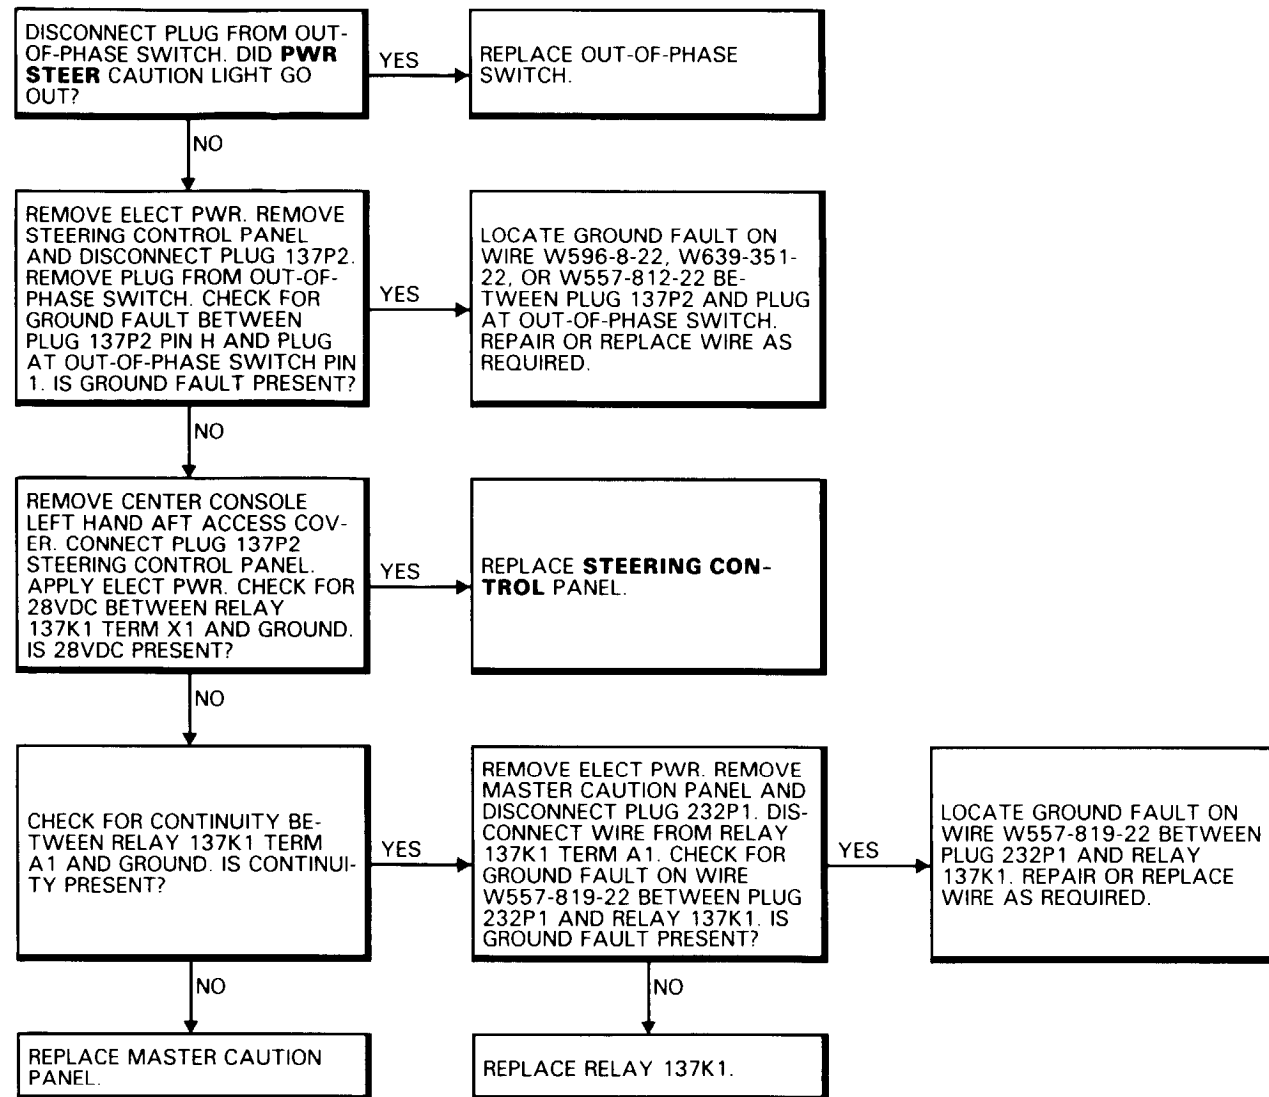 DISCONNECT PLUG FROM OUT-
OF-PHASE SWITCH. DID PWR
STEER CAUTION LIGHT GO
OUT?
YES
REPLACE OUT-OF-PHASE
SWITCH.
NO
REMOVE ELECT PWR. REMOVE
STEERING CONTROL PANEL
AND DISCONNECT PLUG 137P2.
REMOVE PLUG FROM OUT-OF-
PHASE SWITCH. CHECK FOR
GROUND FAULT BETWEEN
PLUG 137P2 PIN H AND PLUG
AT OUT-OF-PHASE SWITCH PIN
1. IS GROUND FAULT PRESENT?
YES
LOCATE GROUND FAULT ON
WIRE W596-8-22, W639-351-
22, OR W557-812-22 BE-
TWEEN PLUG 137P2 AND PLUG
AT OUT-OF-PHASE SWITCH.
REPAIR OR REPLACE WIRE AS
REQUIRED.
NO
REMOVE CENTER CONSOLE
LEFT HAND AFT ACCESS COV-
ER. CONNECT PLUG 137P2
STEERING CONTROL PANEL.
APPLY ELECT PWR. CHECK FOR
28VDC BETWEEN RELAY
137K1 TERM X1 AND GROUND.
IS 28VDC PRESENT?
YES
REPLACE STEERING CON-
TROL PANEL.
NO
CHECK FOR CONTINUITY BE-
TWEEN RELAY 137K1 TERM
A1 AND GROUND. IS CONTINUI-
TY PRESENT?
YES
REMOVE ELECT PWR. REMOVE
MASTER CAUTION PANEL AND
DISCONNECT PLUG 232P1. DIS-
CONNECT WIRE FROM RELAY
137K1 TERM A1. CHECK FOR
GROUND FAULT ON WIRE
W557-819-22 BETWEEN PLUG
232P1 AND RELAY 137K1. IS
GROUND FAULT PRESENT?
YES
LOCATE GROUND FAULT ON
WIRE W557-819-22 BETWEEN
PLUG 232P1 AND RELAY
137K1. REPAIR OR REPLACE
WIRE AS REQUIRED.
NO
REPLACE MASTER CAUTION
PANEL.
NO
REPLACE RELAY 137K1.